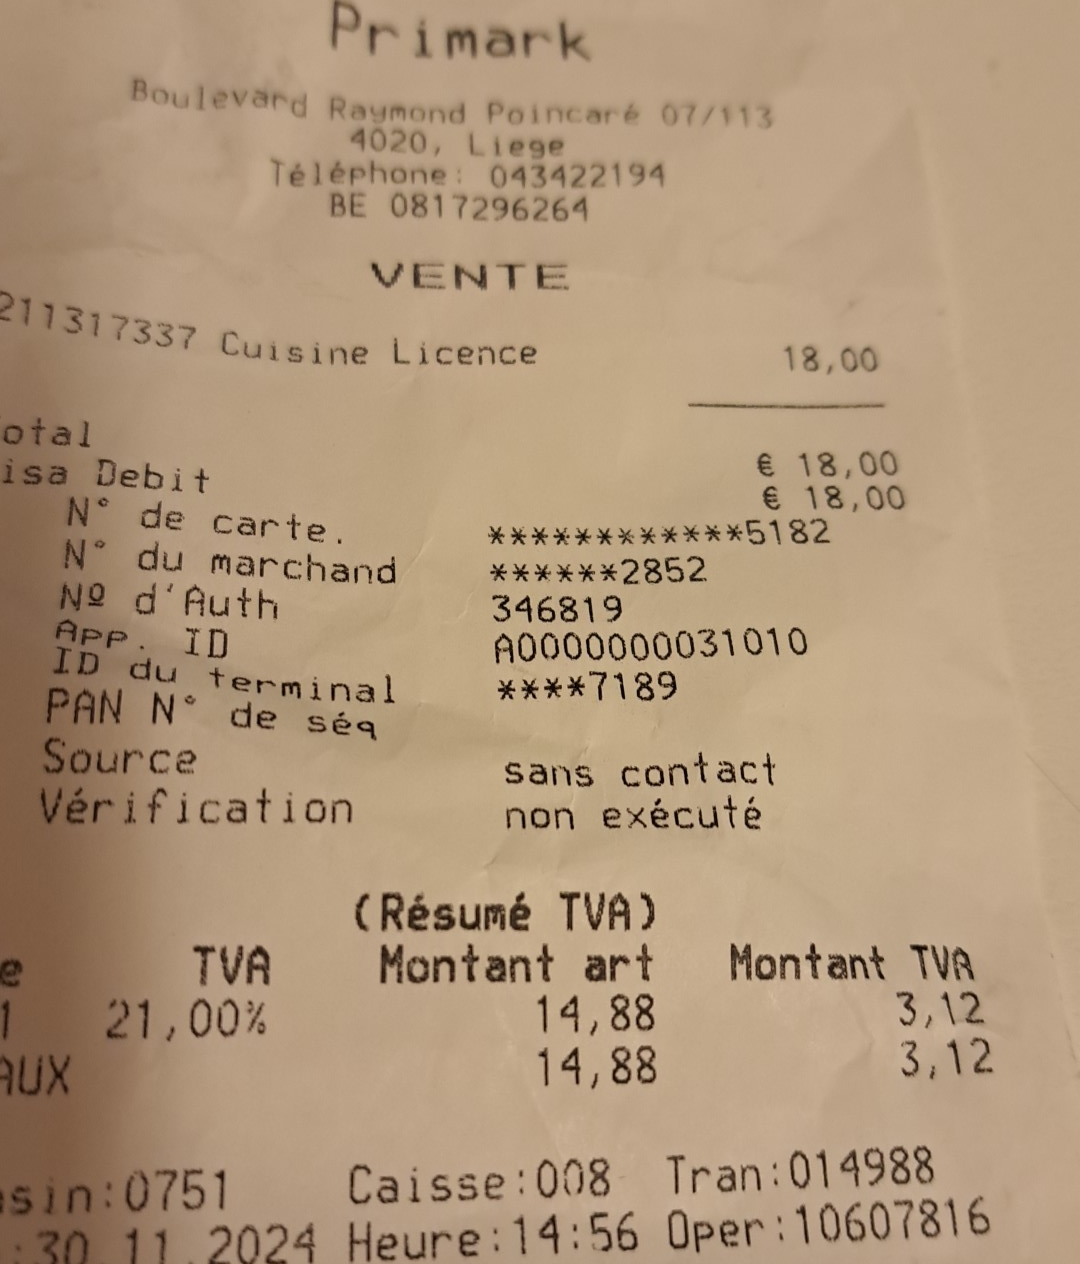 Primark
Boulevard Raymond Poincaré 07/113
4020, Liege
Téléphone: 043422194
BE 0817296264
VENTE
211317337 Cuisine Licence 18,00
otal € 18,00
isa Debit € 18,00
N° de carte. ************5182
N° du marchand ******2852
Nº d'Auth 346819
App. ID A0000000031010
ID du terminal ****7189
PAN N° de séq
Source sans contact
Vérification non exécuté
(Résumé TVA)
e TVA Montant art Montant TVA
1 21,00% 14,88 3,12
AUX 14,88 3,12
sin:0751 Caisse:008 Tran:014988
:30.11.2024 Heure:14:56 Oper:10607816